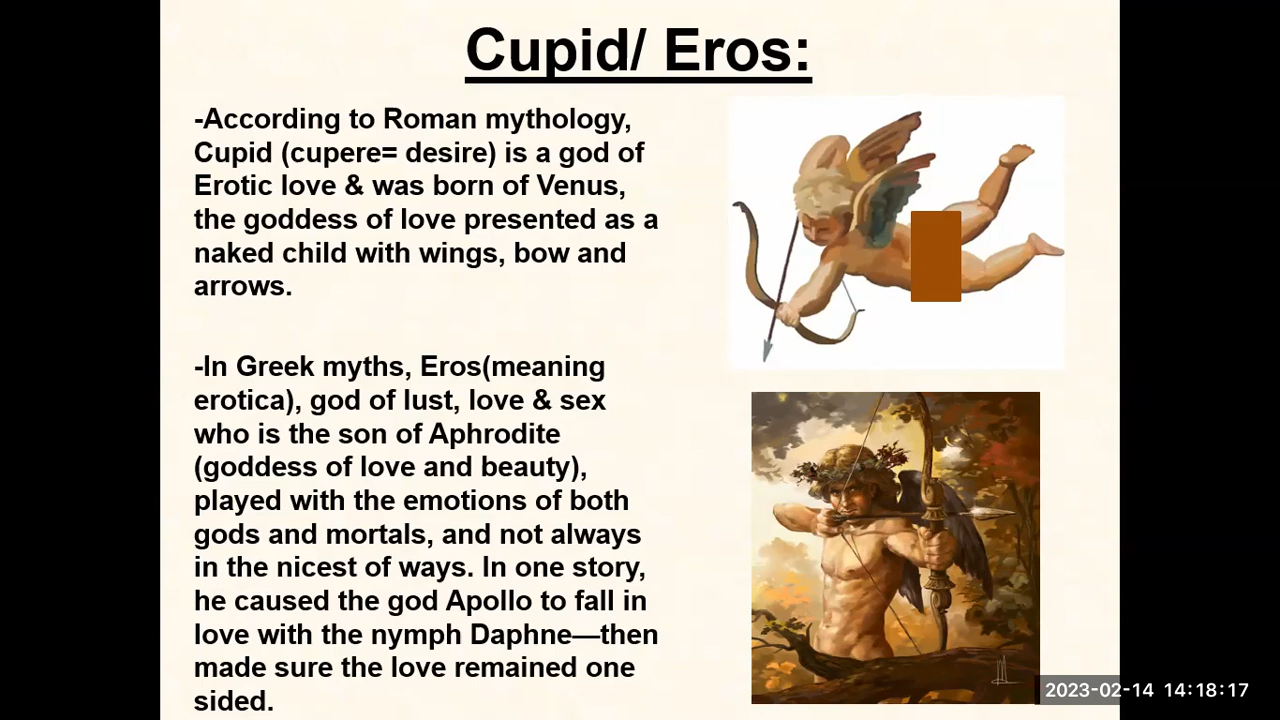 Cupid/ Eros:
-According to Roman mythology,
Cupid (cupere= desire) is a god of
Erotic love & was born of Venus,
the goddess of love presented as a
naked child with wings, bow and
arrows.
-In Greek myths, Eros(meaning
erotica), god of lust, love & sex
who is the son of Aphrodite
(goddess of love and beauty),
played with the emotions of both
gods and mortals, and not always
in the nicest of ways. In one story,
he caused the god Apollo to fall in
love with the nymph Daphne—then
made sure the love remained one
sided.
2023-02-14 14:18:17